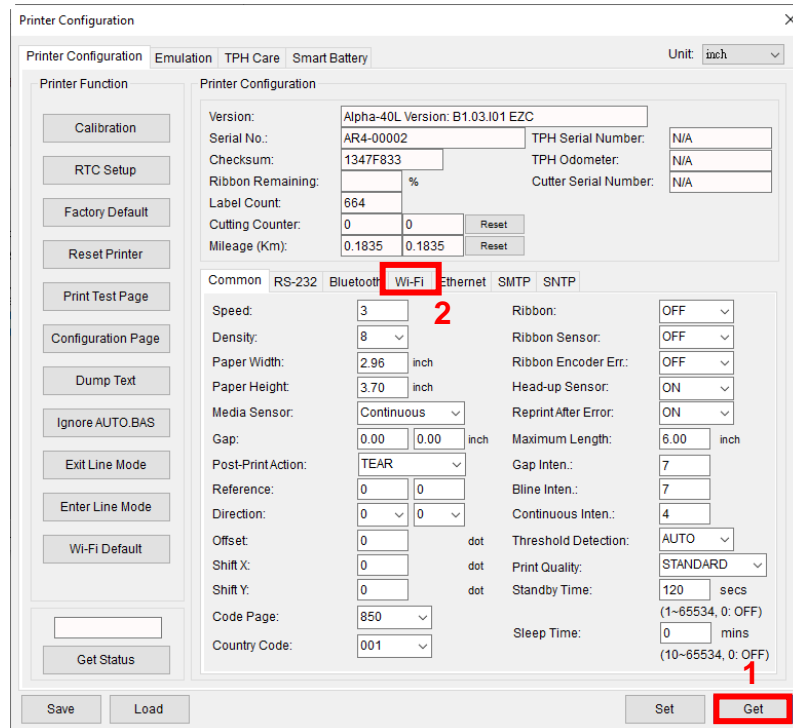 Printer Configuration
Printer Configuration Emulation TPH Care Smart Battery Unit: inch
Printer Function
Calibration
RTC Setup
Factory Default
Reset Printer
Print Test Page
Configuration Page
Dump Text
Ignore AUTO.BAS
Exit Line Mode
Enter Line Mode
Wi-Fi Default
Get Status
Printer Configuration
Version: Alpha-40L Version: B1.03.I01 EZC
Serial No.: AR4-00002 TPH Serial Number: N/A
Checksum: 1347F833 TPH Odometer: N/A
Ribbon Remaining: % Cutter Serial Number: N/A
Label Count: 664
Cutting Counter: 0 0 Reset
Mileage (Km): 0.1835 0.1835 Reset
Common RS-232 Bluetooth Wi-Fi Ethernet SMTP SNTP
2
Speed: 3 Ribbon: OFF
Density: 8 Ribbon Sensor: OFF
Paper Width: 2.96 inch Ribbon Encoder Err.: OFF
Paper Height: 3.70 inch Head-up Sensor: ON
Media Sensor: Continuous Reprint After Error: ON
Gap: 0.00 0.00 inch Maximum Length: 6.00 inch
Post-Print Action: TEAR Gap Inten.: 7
Reference: 0 0 Bline Inten.: 7
Direction: 0 0 Continuous Inten.: 4
Offset: 0 dot Threshold Detection: AUTO
Shift X: 0 dot Print Quality: STANDARD
Shift Y: 0 dot Standby Time: 120 secs
(1~65534, 0: OFF)
Code Page: 850
Sleep Time: 0 mins
Country Code: 001
(10~65534, 0: OFF)
1
Save Load Set Get